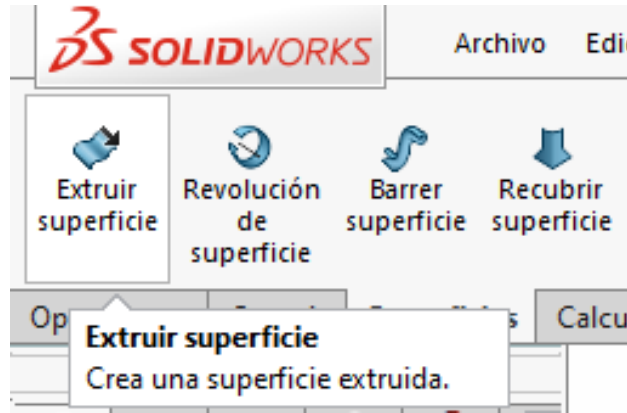 SOLIDWORKS
Archivo
Extruir superficie
Revolución de superficie
Barrer superficie
Recubrir superficie
Extruir superficie
Crea una superficie extruida.